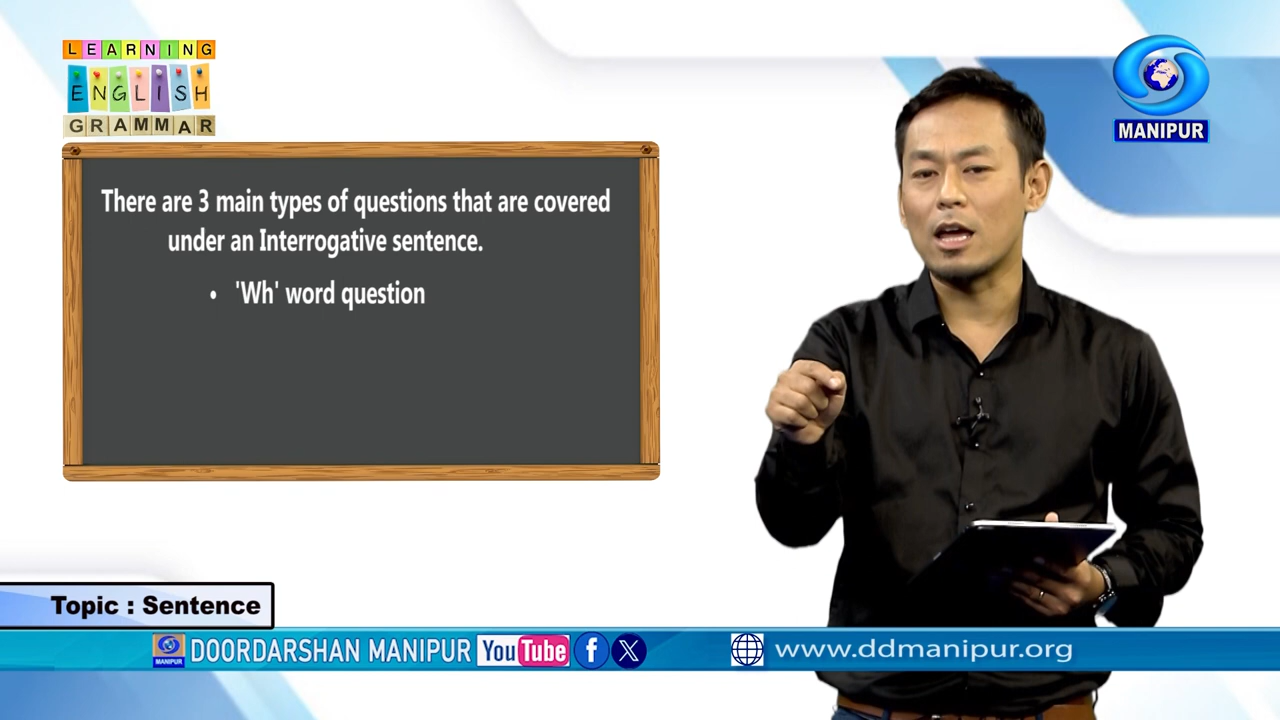 LEARNING
ENGLISH
GRAMMAR
MANIPUR
There are 3 main types of questions that are covered
under an Interrogative sentence.
• 'Wh' word question
Topic : Sentence
MANIPUR
DOORDARSHAN MANIPUR YouTube f X www.ddmanipur.org